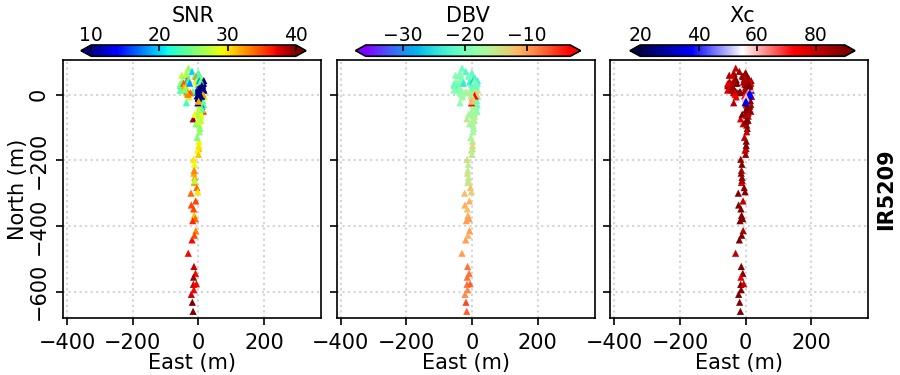 SNR DBV Xc
10 20 30 40 −30 −20 −10 20 40 60 80
North (m)
0
−200
−400
−600
−400 −200 0 200 −400 −200 0 200 −400 −200 0 200
East (m) East (m) East (m)
IR5209